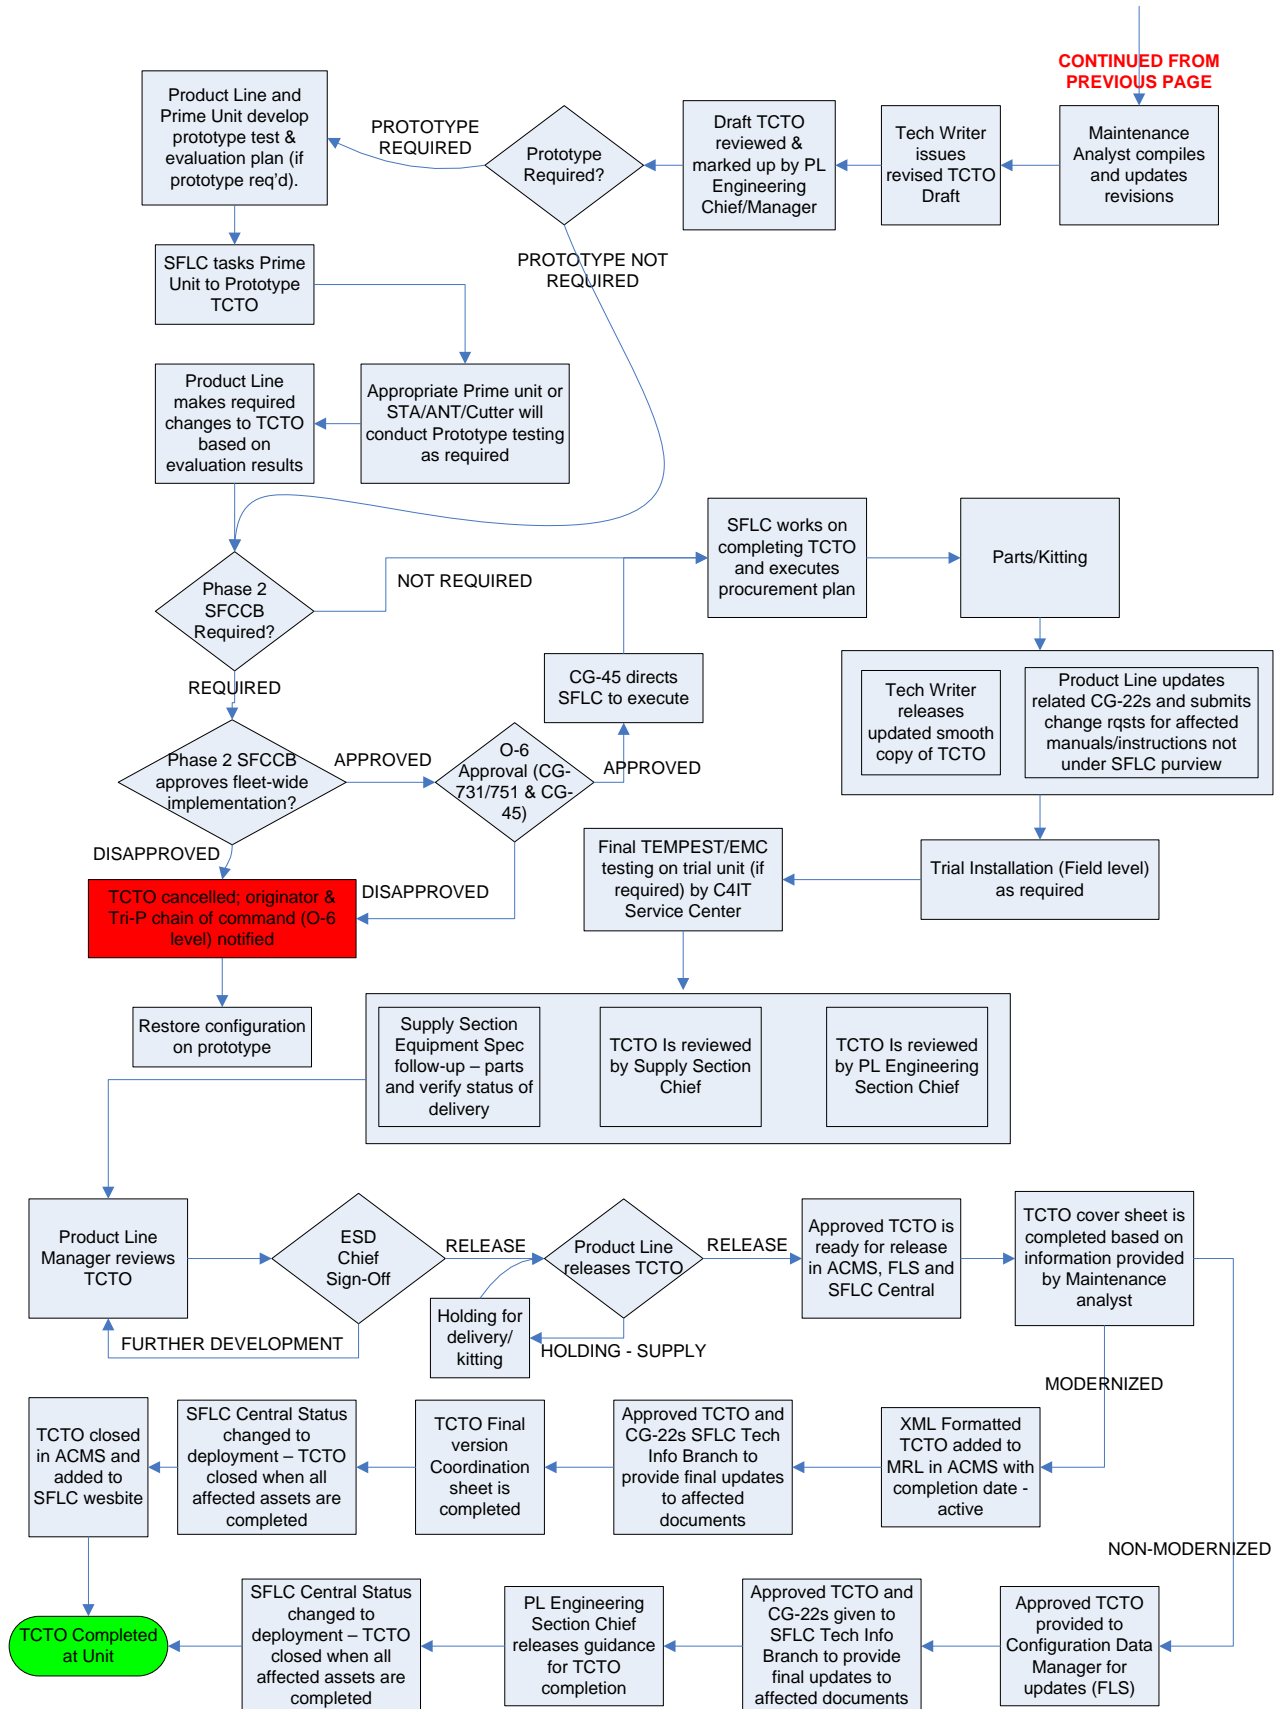 CONTINUED FROM
PREVIOUS PAGE
Product Line and
Prime Unit develop
prototype test &
evaluation plan (if
prototype req'd).
PROTOTYPE
REQUIRED
Prototype
Required?
Draft TCTO
reviewed &
marked up by PL
Engineering
Chief/Manager
Tech Writer
issues
revised TCTO
Draft
Maintenance
Analyst compiles
and updates
revisions
SFLC tasks Prime
Unit to Prototype
TCTO
PROTOTYPE NOT
REQUIRED
Product Line
makes required
changes to TCTO
based on
evaluation results
Appropriate Prime unit or
STA/ANT/Cutter will
conduct Prototype testing
as required
SFLC works on
completing TCTO
and executes
procurement plan
Parts/Kitting
NOT REQUIRED
Phase 2
SFCCB
Required?
REQUIRED
CG-45 directs
SFLC to execute
Tech Writer
releases
updated smooth
copy of TCTO
Product Line updates
related CG-22s and submits
change rqsts for affected
manuals/instructions not
under SFLC purview
Phase 2 SFCCB
approves fleet-wide
implementation?
APPROVED
O-6
Approval (CG-
731/751 & CG-
45)
APPROVED
DISAPPROVED
DISAPPROVED
TCTO cancelled; originator &
Tri-P chain of command (O-6
level) notified
Final TEMPEST/EMC
testing on trial unit (if
required) by C4IT
Service Center
Trial Installation (Field level)
as required
Restore configuration
on prototype
Supply Section
Equipment Spec
follow-up – parts
and verify status of
delivery
TCTO Is reviewed
by Supply Section
Chief
TCTO Is reviewed
by PL Engineering
Section Chief
Product Line
Manager reviews
TCTO
ESD
Chief
Sign-Off
RELEASE
Product Line
releases TCTO
RELEASE
Approved TCTO is
ready for release
in ACMS, FLS and
SFLC Central
TCTO cover sheet is
completed based on
information provided
by Maintenance
analyst
FURTHER DEVELOPMENT
Holding for
delivery/
kitting
HOLDING - SUPPLY
MODERNIZED
TCTO closed
in ACMS and
added to
SFLC wesbite
SFLC Central Status
changed to
deployment – TCTO
closed when all
affected assets are
completed
TCTO Final
version
Coordination
sheet is
completed
Approved TCTO and
CG-22s SFLC Tech
Info Branch to
provide final updates
to affected
documents
XML Formatted
TCTO added to
MRL in ACMS with
completion date -
active
NON-MODERNIZED
TCTO Completed
at Unit
SFLC Central Status
changed to
deployment – TCTO
closed when all
affected assets are
completed
PL Engineering
Section Chief
releases guidance
for TCTO
completion
Approved TCTO and
CG-22s given to
SFLC Tech Info
Branch to provide
final updates to
affected documents
Approved TCTO
provided to
Configuration Data
Manager for
updates (FLS)